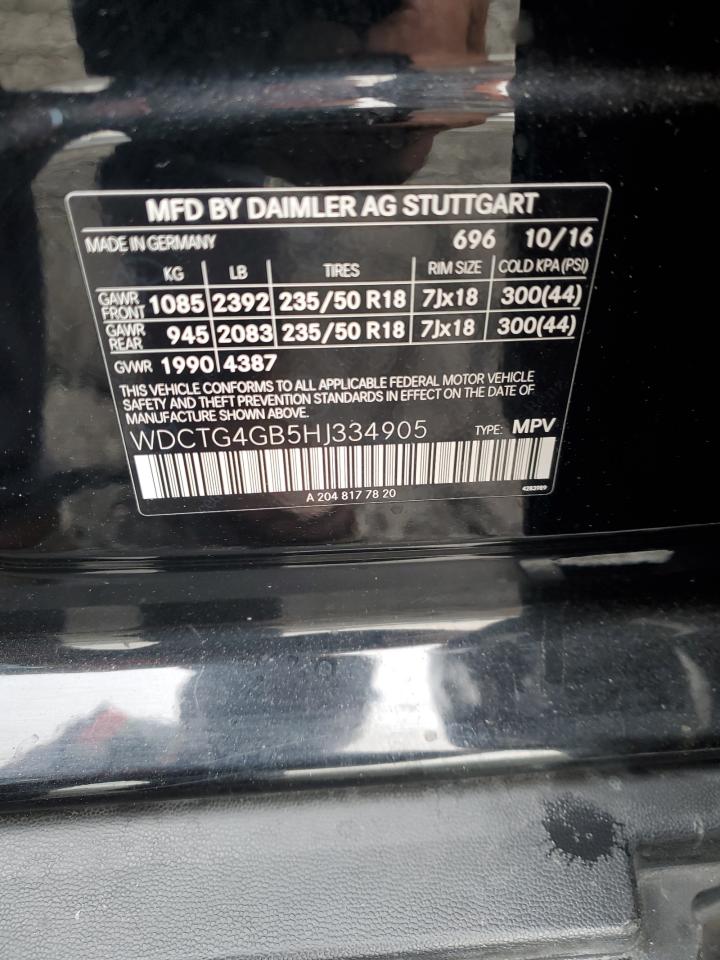 MFD BY DAIMLER AG STUTTGART
MADE IN GERMANY 696 10/16
KG LB TIRES RIM SIZE COLD KPA (PSI)
GAWR FRONT 1085 2392 235/50 R18 7Jx18 300(44)
GAWR REAR 945 2083 235/50 R18 7Jx18 300(44)
GVWR 1990 4387
THIS VEHICLE CONFORMS TO ALL APPLICABLE FEDERAL MOTOR VEHICLE
SAFETY AND THEFT PREVENTION STANDARDS IN EFFECT ON THE DATE OF
MANUFACTURE SHOWN ABOVE.
WDCTG4GB5HJ334905 TYPE: MPV
A 204 817 78 20 4282989